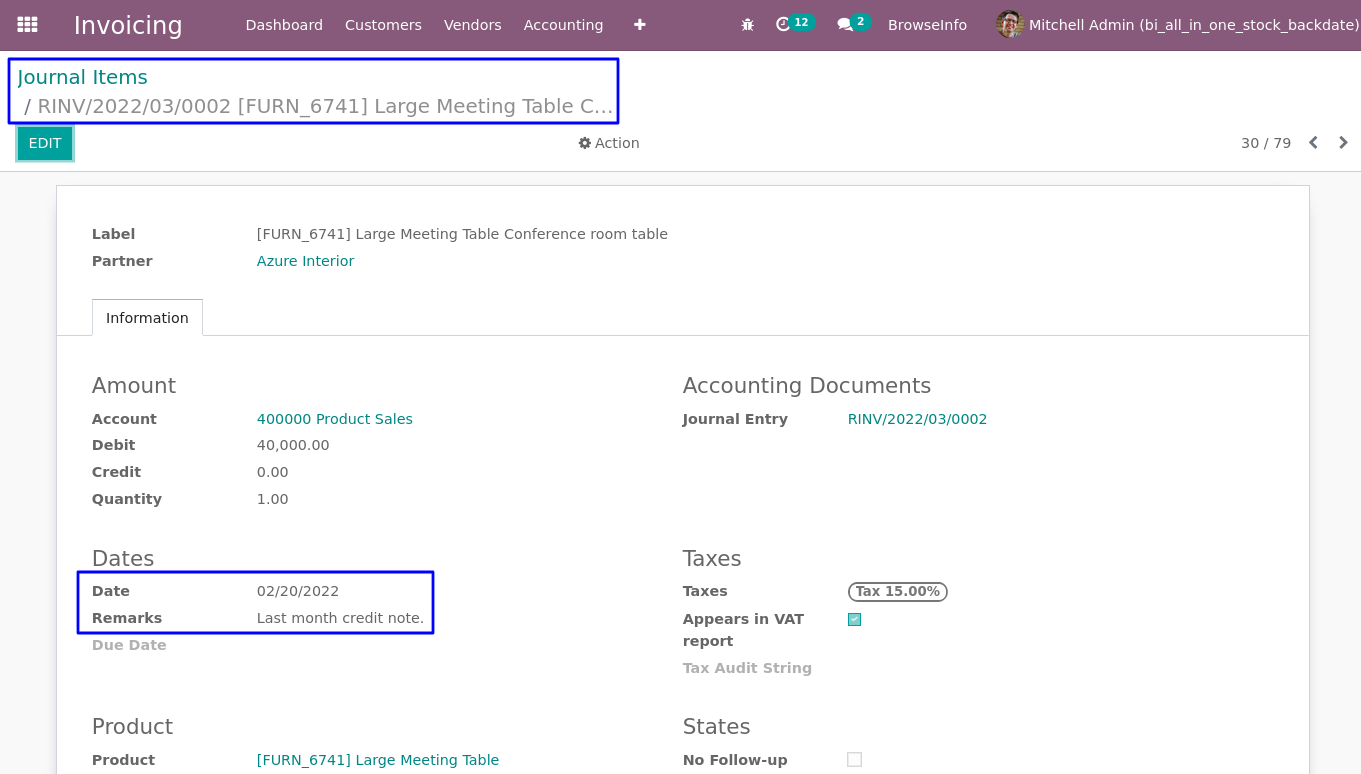 Invoicing Dashboard Customers Vendors Accounting + 12 2 BrowseInfo Mitchell Admin (bi_all_in_one_stock_backdate)
Journal Items
/ RINV/2022/03/0002 [FURN_6741] Large Meeting Table C...
EDIT Action 30 / 79
Label [FURN_6741] Large Meeting Table Conference room table
Partner Azure Interior
Information
Amount Accounting Documents
Account 400000 Product Sales Journal Entry RINV/2022/03/0002
Debit 40,000.00
Credit 0.00
Quantity 1.00
Dates Taxes
Date 02/20/2022 Taxes Tax 15.00%
Remarks Last month credit note. Appears in VAT
report
Due Date
Tax Audit String
Product States
Product [FURN_6741] Large Meeting Table No Follow-up